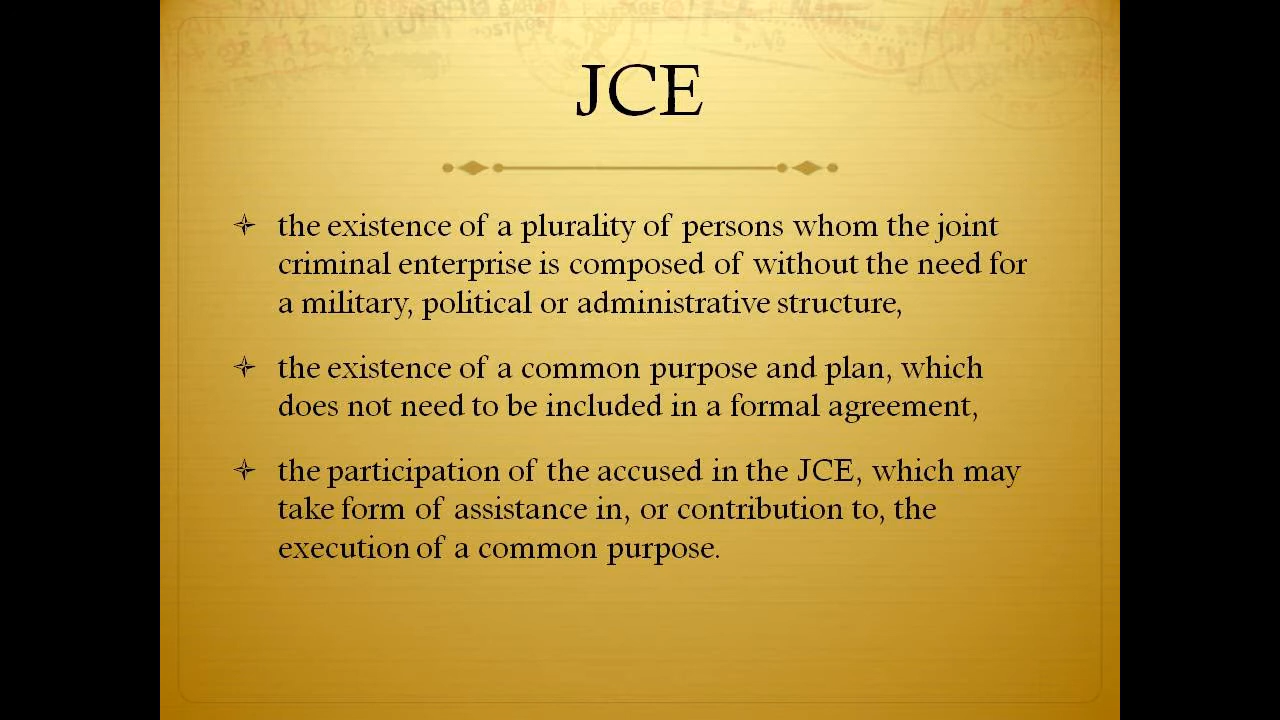 JCE
the existence of a plurality of persons whom the joint
criminal enterprise is composed of without the need for
a military, political or administrative structure,
the existence of a common purpose and plan, which
does not need to be included in a formal agreement,
the participation of the accused in the JCE, which may
take form of assistance in, or contribution to, the
execution of a common purpose.